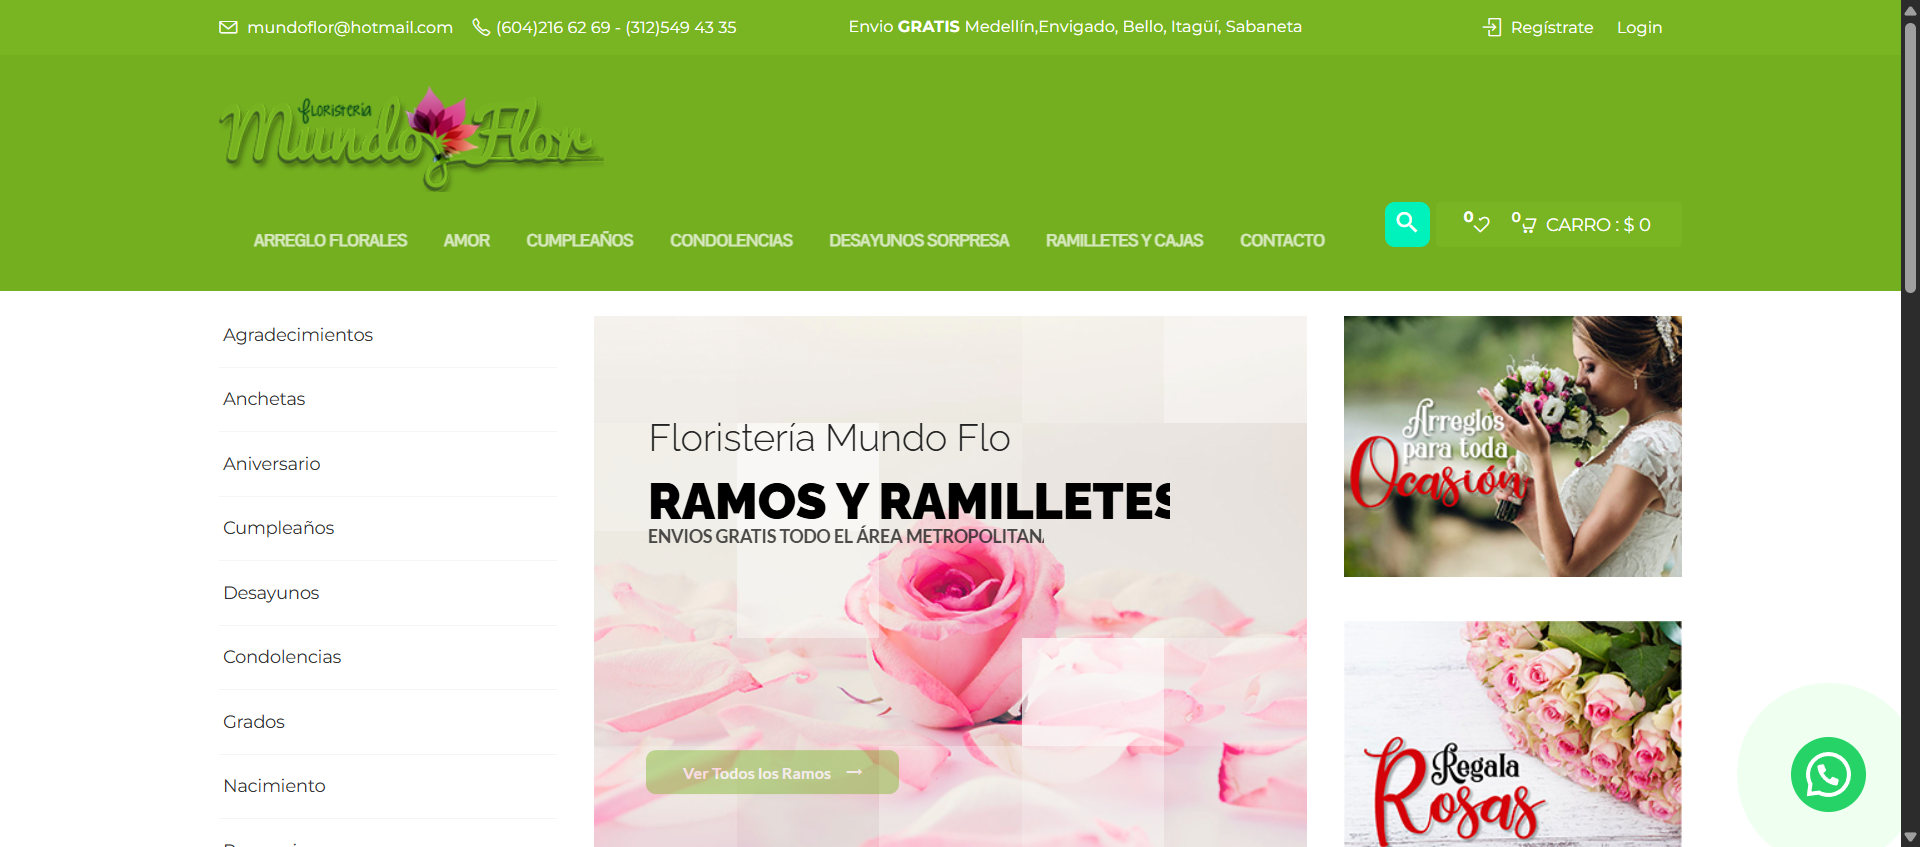 mundoflor@hotmail.com
(604)216 62 69 - (312)549 43 35
Envio GRATIS Medellín,Envigado, Bello, Itagüí, Sabaneta
Regístrate
Login
FLORISTERÍA
Mundo Flor
ARREGLO FLORALES
AMOR
CUMPLEAÑOS
CONDOLENCIAS
DESAYUNOS SORPRESA
RAMILLETES Y CAJAS
CONTACTO
0
0
CARRO : $ 0
Agradecimientos
Anchetas
Aniversario
Cumpleaños
Desayunos
Condolencias
Grados
Nacimiento
Floristería Mundo Flo
RAMOS Y RAMILLETES
ENVIOS GRATIS TODO EL ÁREA METROPOLITANA
Ver Todos los Ramos
Arreglos
para toda
Ocasión
Regala
Rosas